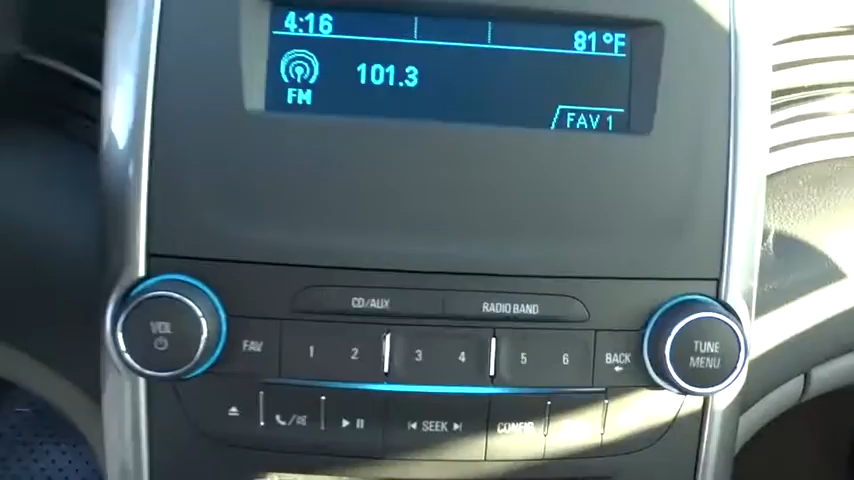 4:16 81°F
101.3
FM
FAV 1
CD/AUX RADIO BAND
VOL
FAV 1 2 3 4 5 6 BACK
TUNE
MENU
SEEK CONFIG